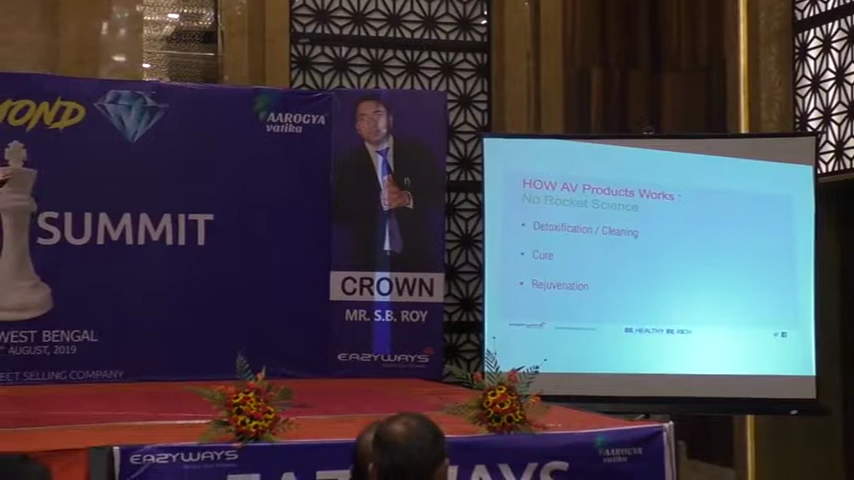 MOND
AAROGYA
vatika
SUMMIT
WEST BENGAL
AUGUST, 2019
ECT SELLING COMPANY
CROWN
MR. S.B. ROY
EAZYWAYS
HOW AV Products Works :
No Rocket Science
• Detoxification / Cleaning
• Cure
• Rejuvenation
BE HEALTHY BE RICH
EAZYWAYS
AAROGYA
vatika
EAZYWAYS